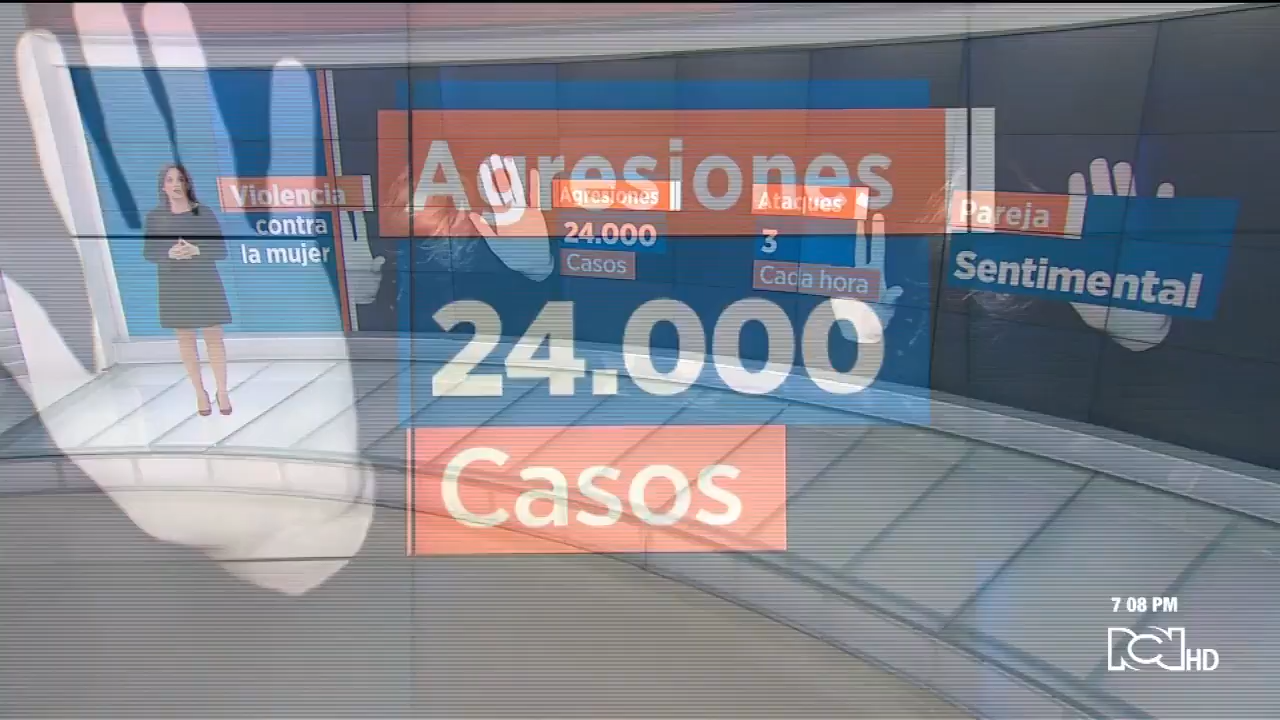 Agresiones
24.000
Casos
Violencia
contra
la mujer
Agresiones
24.000
Casos
Ataques
3
Cada hora
Pareja
Sentimental
7 08 PM
RCN HD